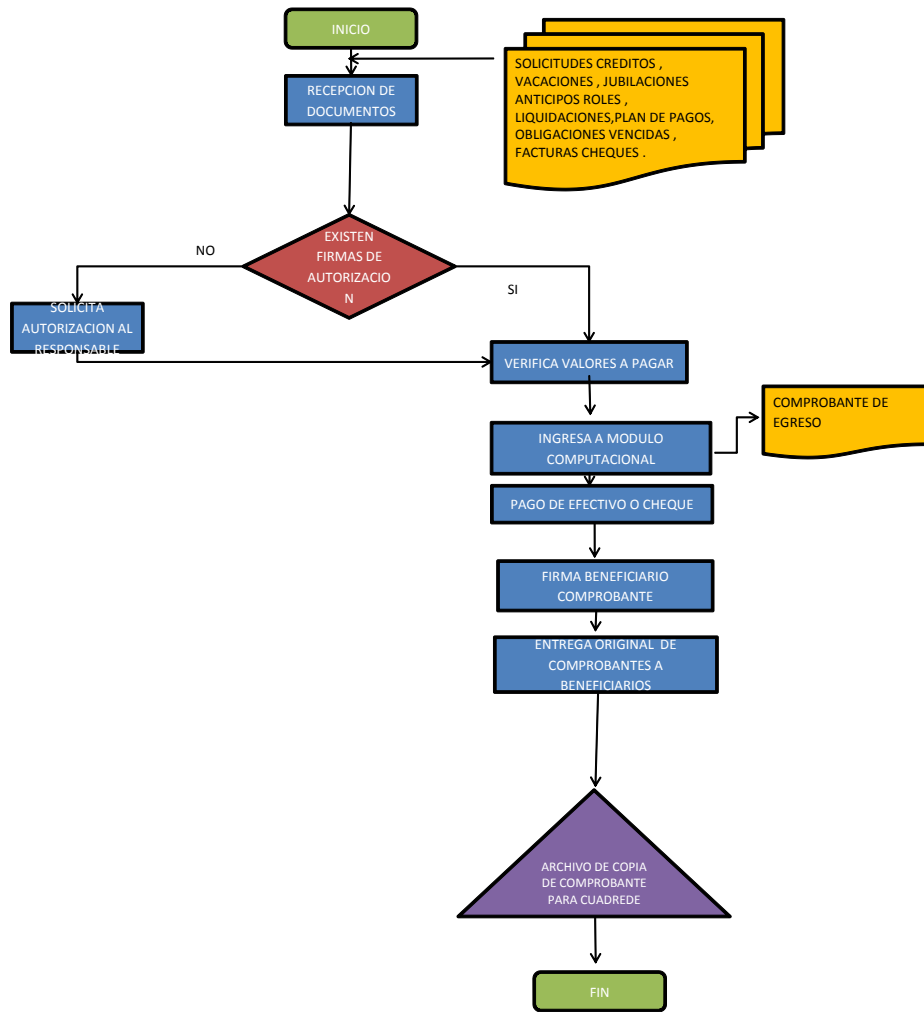 INICIO
SOLICITUDES CREDITOS ,
VACACIONES , JUBILACIONES
ANTICIPOS ROLES ,
LIQUIDACIONES,PLAN DE PAGOS,
OBLIGACIONES VENCIDAS ,
FACTURAS CHEQUES .
RECEPCION DE
DOCUMENTOS
EXISTEN
FIRMAS DE
AUTORIZACIO
N
NO
SI
SOLICITA
AUTORIZACION AL
RESPONSABLE
VERIFICA VALORES A PAGAR
COMPROBANTE DE
EGRESO
INGRESA A MODULO
COMPUTACIONAL
PAGO DE EFECTIVO O CHEQUE
FIRMA BENEFICIARIO
COMPROBANTE
ENTREGA ORIGINAL DE
COMPROBANTES A
BENEFICIARIOS
ARCHIVO DE COPIA
DE COMPROBANTE
PARA CUADREDE
FIN